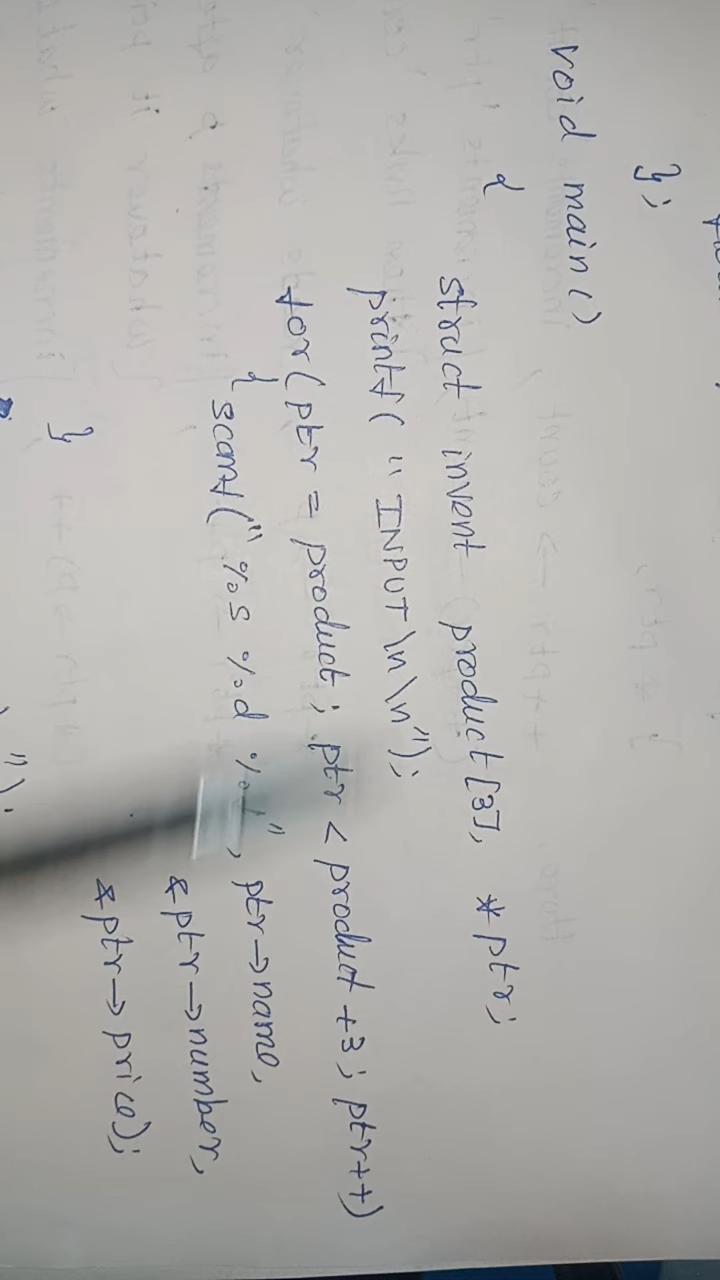 };
void main()
{
struct invent product[3], *ptr;
printf("INPUT\n\n");
for(ptr = product; ptr < product+3; ptr++)
{
scanf("%s %d %f", ptr→name,
&ptr→number,
&ptr→price);
}
");